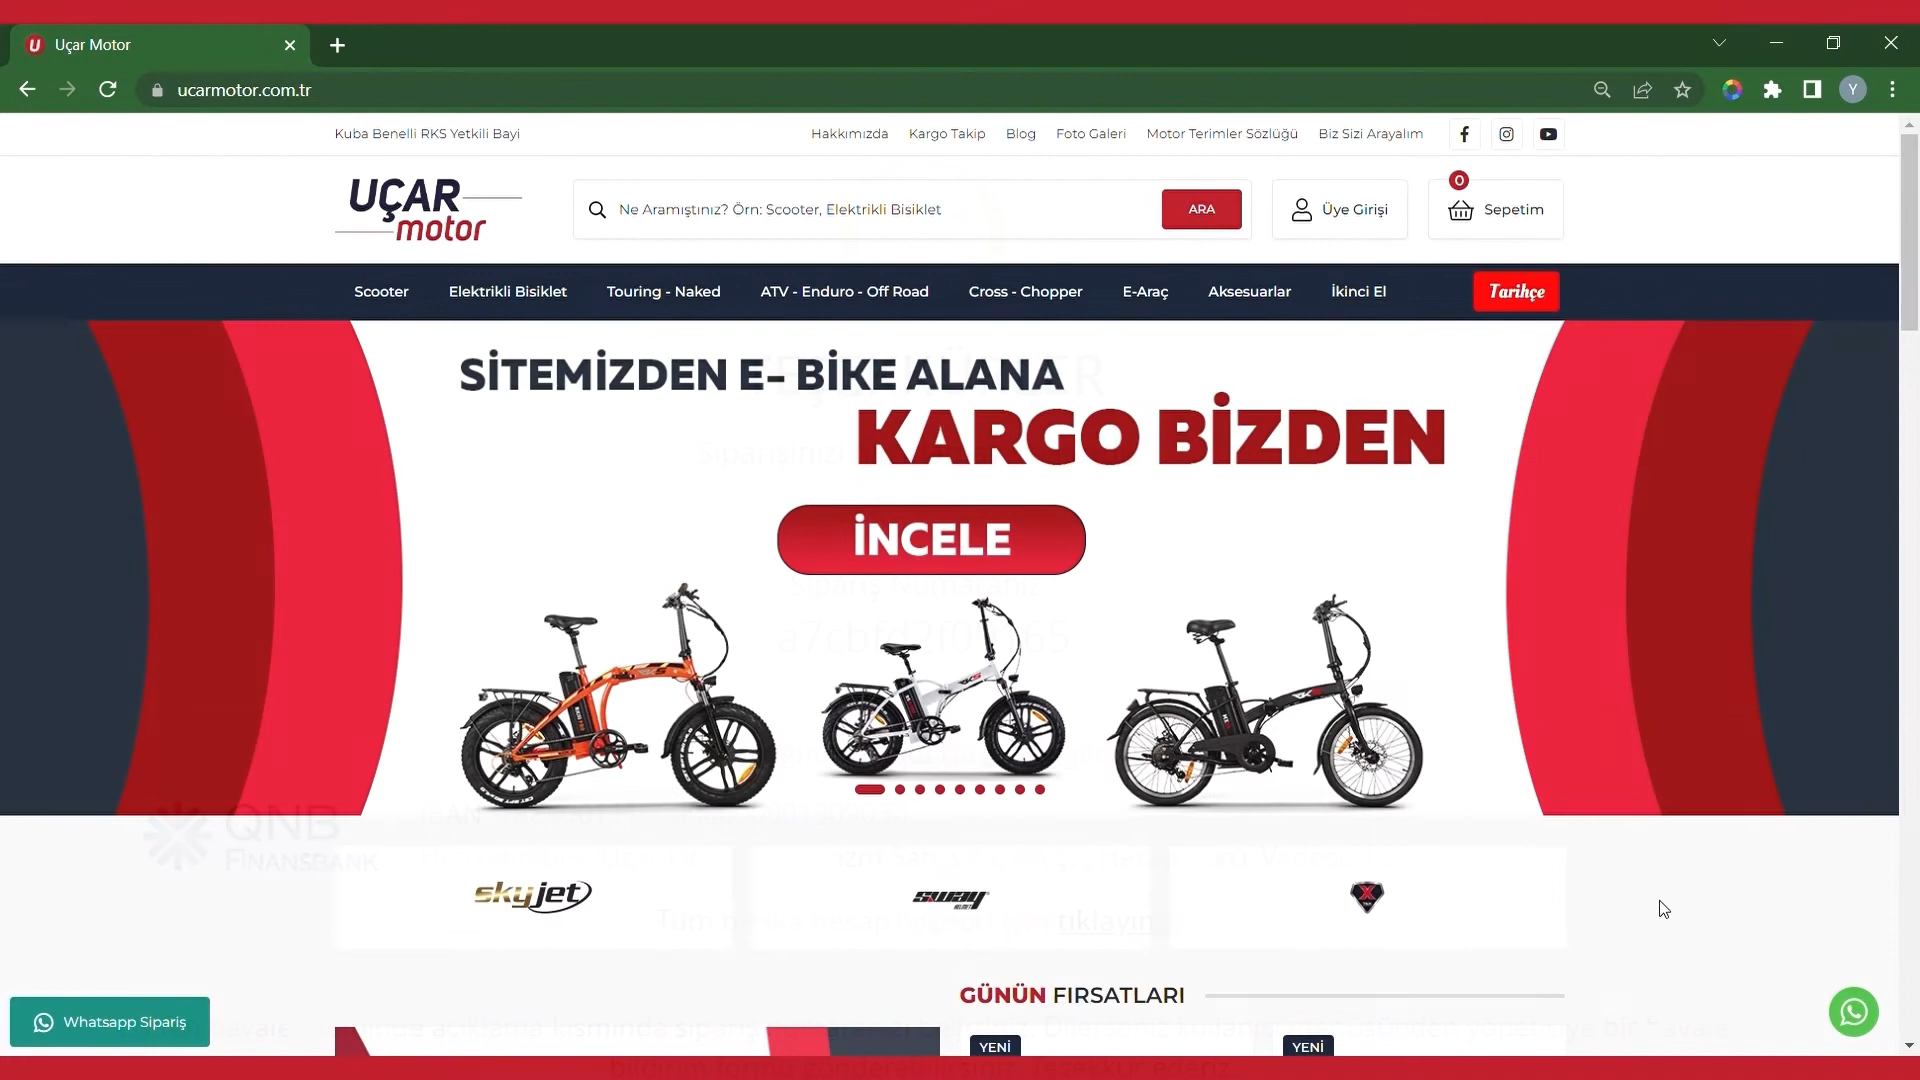 Uçar Motor
ucarmotor.com.tr
Y
Kuba Benelli RKS Yetkili Bayi
Hakkımızda
Kargo Takip
Blog
Foto Galeri
Motor Terimler Sözlüğü
Biz Sizi Arayalım
UÇAR
motor
Ne Aramıştınız? Örn: Scooter, Elektrikli Bisiklet
ARA
Üye Girişi
0
Sepetim
Scooter
Elektrikli Bisiklet
Touring - Naked
ATV - Enduro - Off Road
Cross - Chopper
E-Araç
Aksesuarlar
İkinci El
Tarihçe
SİTEMİZDEN E- BİKE ALANA
KARGO BİZDEN
İNCELE
QNB
FINANSBANK
skyjet
sway
tıklayın
GÜNÜN FIRSATLARI
Whatsapp Sipariş
YENİ
YENİ